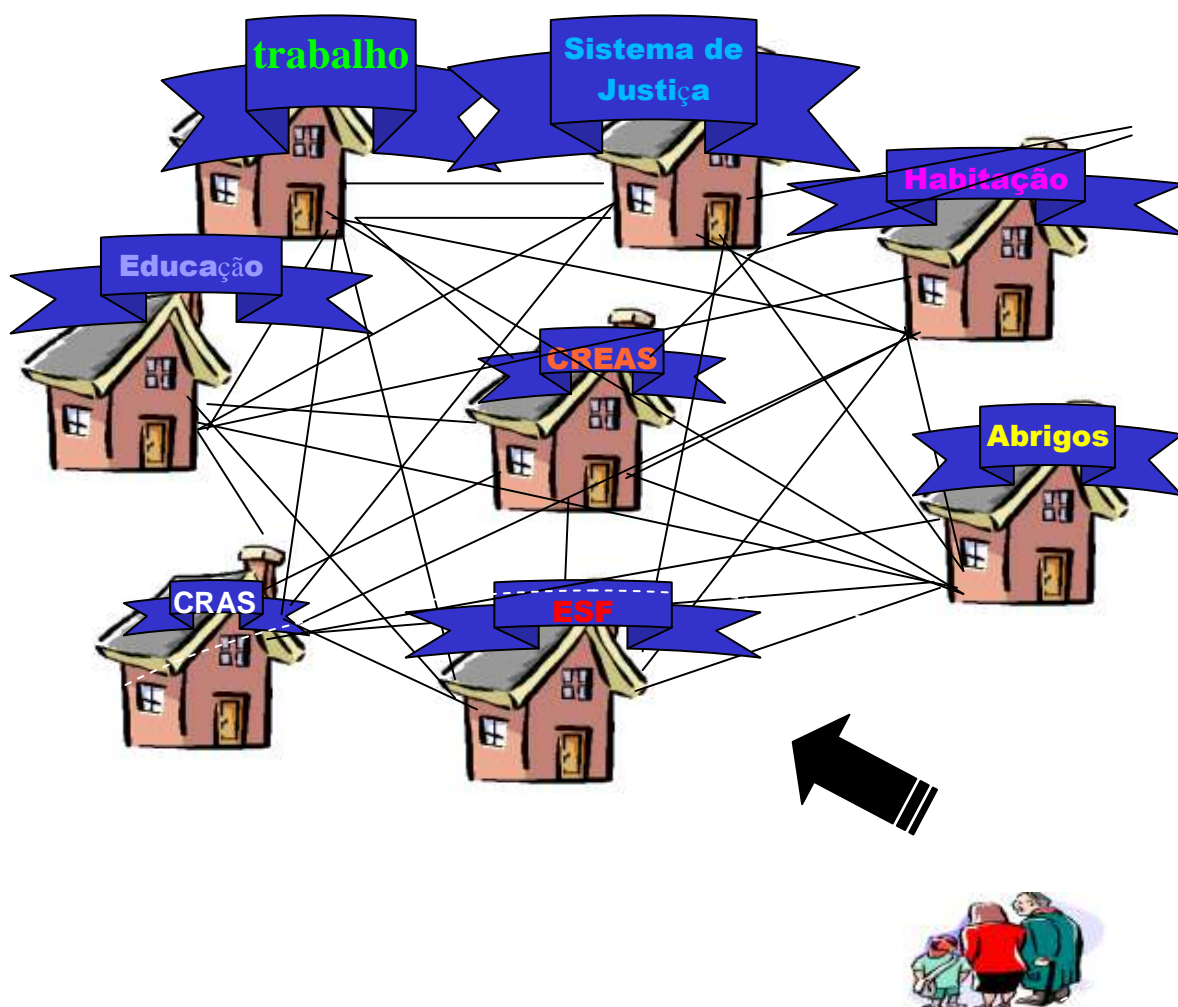 trabalho
Sistema de
Justiça
Habitação
Educação
CREAS
Abrigos
CRAS
ESF